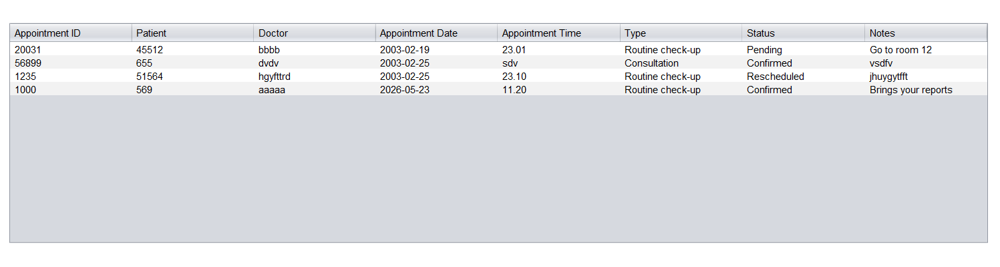 Appointment ID Patient Doctor Appointment Date Appointment Time Type Status Notes
20031 45512 bbbb 2003-02-19 23.01 Routine check-up Pending Go to room 12
56899 655 dvdv 2003-02-25 sdv Consultation Confirmed vsdfv
1235 51564 hgyfttrd 2003-02-25 23.10 Routine check-up Rescheduled jhuygytfft
1000 569 aaaaa 2026-05-23 11.20 Routine check-up Confirmed Brings your reports